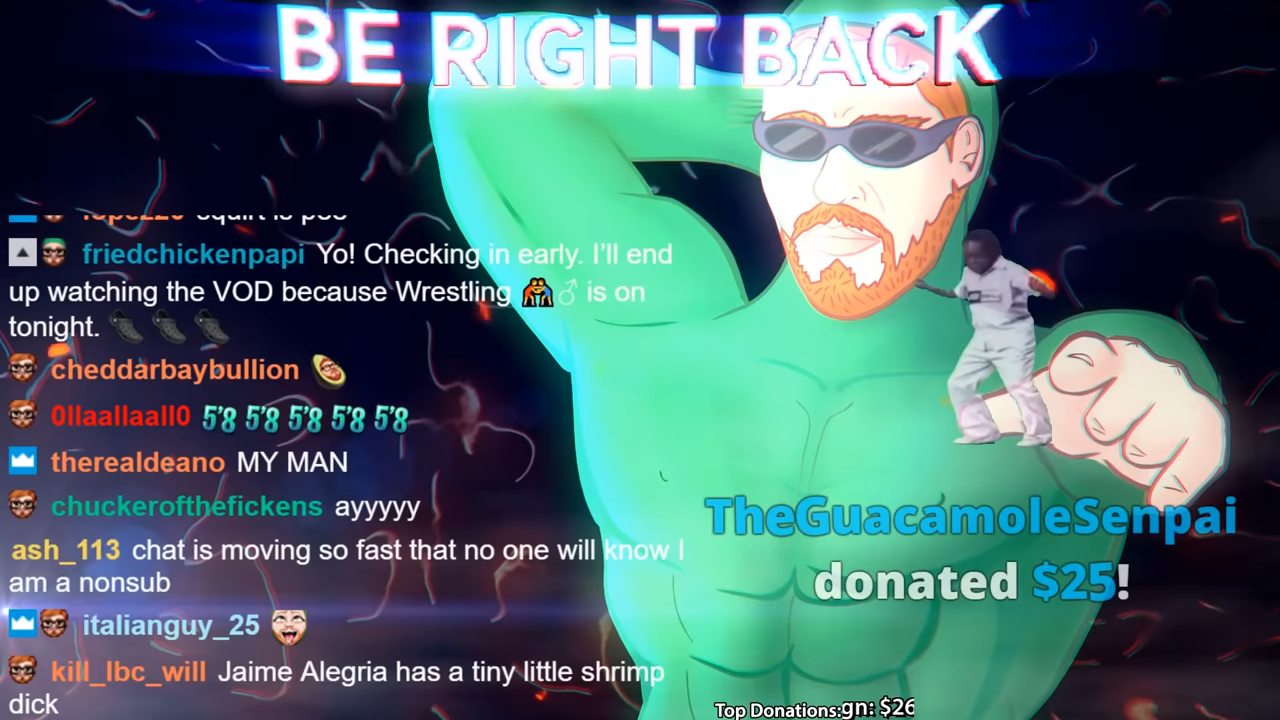 BE RIGHT BACK
squirt is pee
friedchickenpapi Yo! Checking in early. I'll end
up watching the VOD because Wrestling 🤼♂ is on
tonight.
cheddarbaybullion
0llaallaall0 5'8 5'8 5'8 5'8 5'8
therealdeano MY MAN
chuckerofthefickens ayyyyy
ash_113 chat is moving so fast that no one will know I
am a nonsub
italianguy_25
kill_lbc_will Jaime Alegria has a tiny little shrimp
dick
TheGuacamoleSenpai
donated $25!
Top Donations:gn: $26